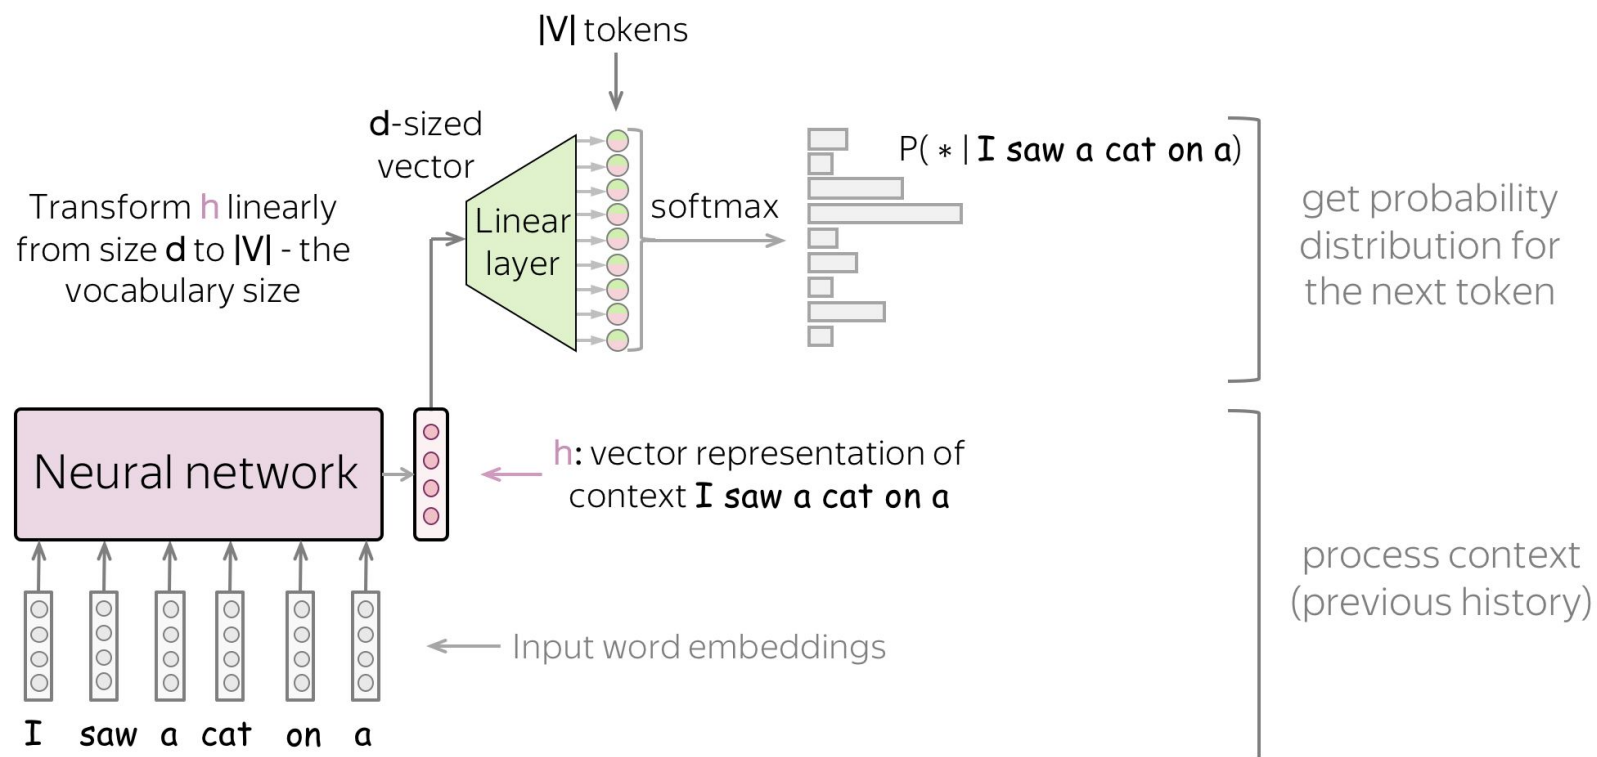 |V| tokens
d-sized
vector
P( * | I saw a cat on a)
Transform h linearly
from size d to |V| - the
vocabulary size
Linear
layer
softmax
get probability
distribution for
the next token
Neural network
h: vector representation of
context I saw a cat on a
process context
(previous history)
Input word embeddings
I saw a cat on a